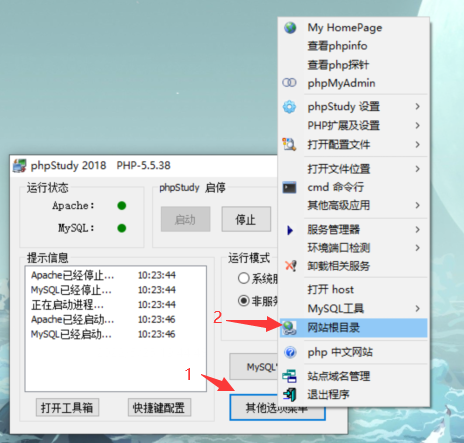 My HomePage
查看phpinfo
查看php探针
phpMyAdmin
phpStudy 设置
PHP扩展及设置
打开配置文件
打开文件位置
cmd 命令行
其他高级应用
服务管理器
环境端口检测
卸载相关服务
打开 host
MySQL工具
网站根目录
php 中文网站
站点域名管理
退出程序
phpStudy 2018 PHP-5.5.38
运行状态
Apache:
MySQL:
phpStudy 启停
启动
停止
提示信息
Apache已经停止... 10:23:44
MySQL已经停止... 10:23:44
正在启动进程... 10:23:44
Apache已经启动... 10:23:46
MySQL已经启动... 10:23:46
运行模式
系统服
非服务
2
1
MySQL
打开工具箱
快捷键配置
其他选项菜单